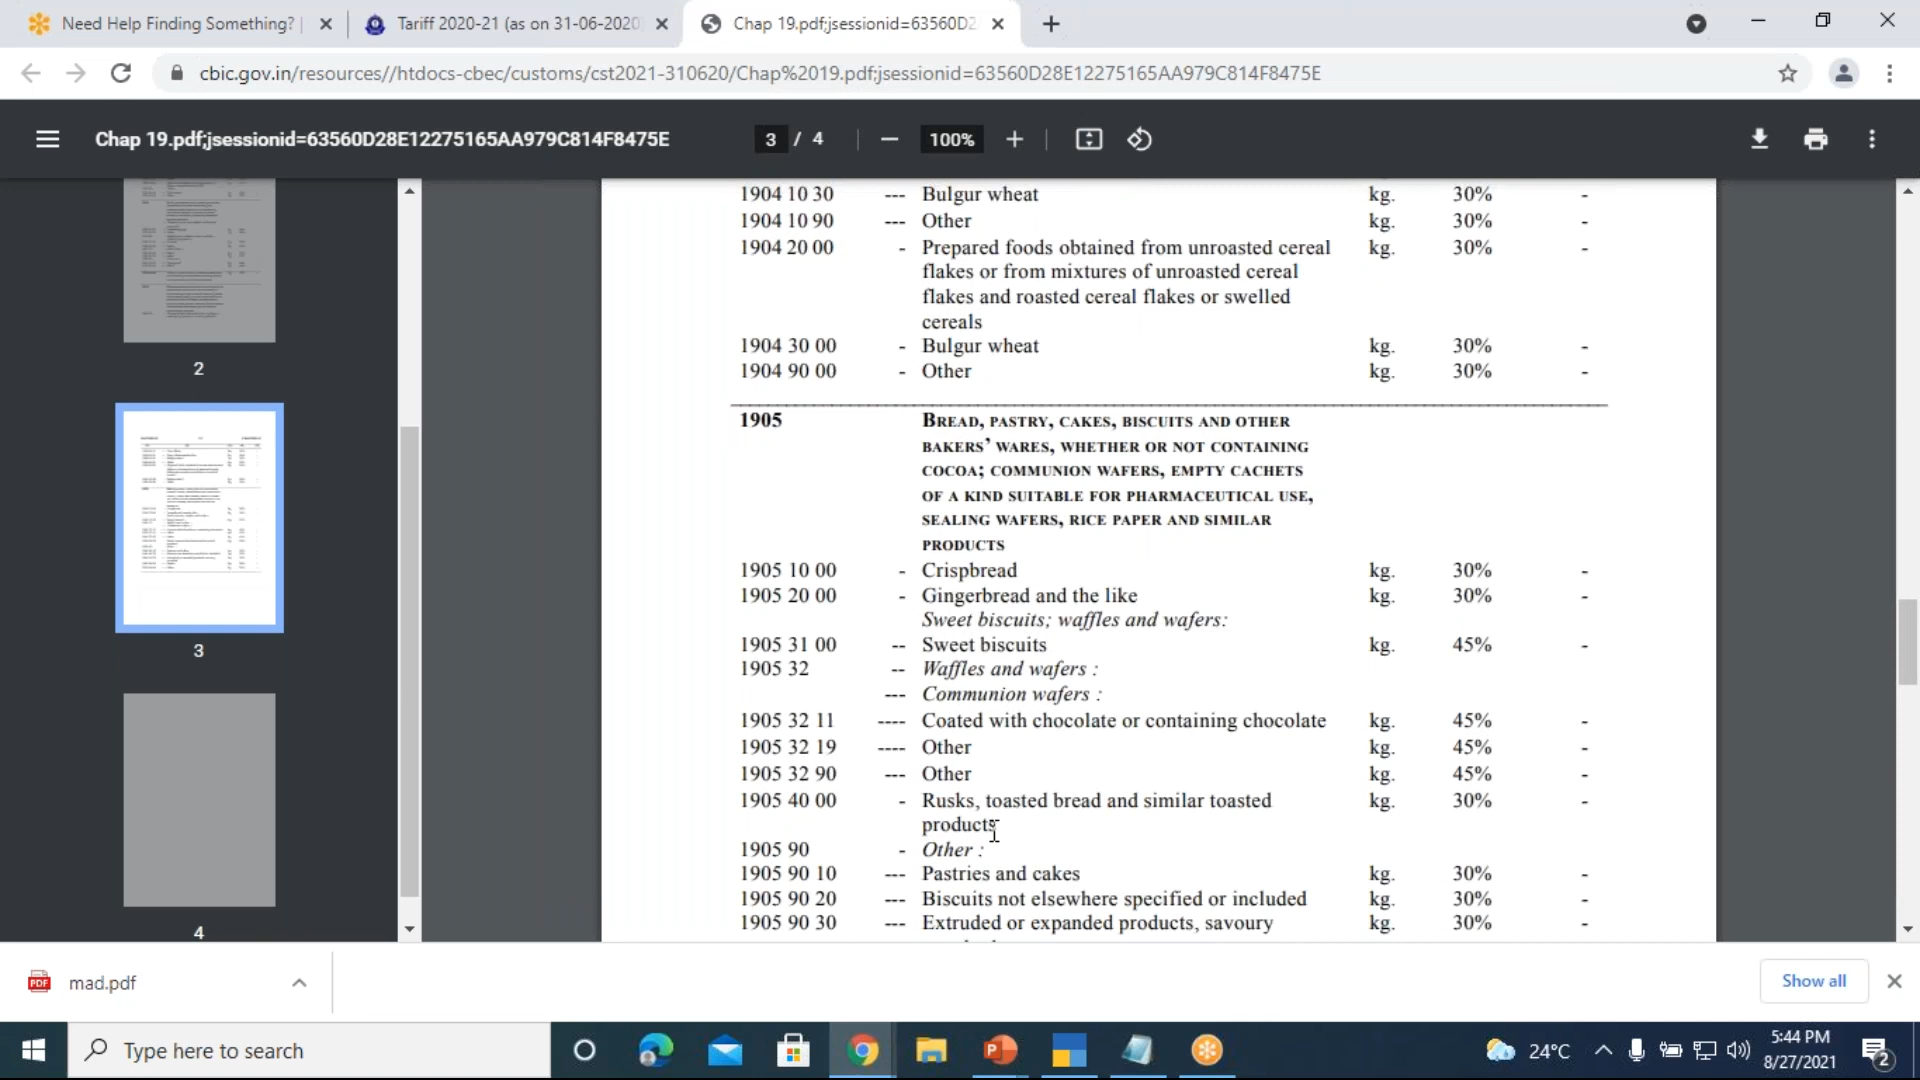 Need Help Finding Something? |
Tariff 2020-21 (as on 31-06-2020
Chap 19.pdf;jsessionid=63560D2
cbic.gov.in/resources//htdocs-cbec/customs/cst2021-310620/Chap%2019.pdf;jsessionid=63560D28E12275165AA979C814F8475E
Chap 19.pdf;jsessionid=63560D28E12275165AA979C814F8475E
3 / 4
100%
2
3
4
1904 10 30 --- Bulgur wheat kg. 30% -
1904 10 90 --- Other kg. 30% -
1904 20 00 - Prepared foods obtained from unroasted cereal kg. 30% -
flakes or from mixtures of unroasted cereal
flakes and roasted cereal flakes or swelled
cereals
1904 30 00 - Bulgur wheat kg. 30% -
1904 90 00 - Other kg. 30% -
1905 BREAD, PASTRY, CAKES, BISCUITS AND OTHER
BAKERS' WARES, WHETHER OR NOT CONTAINING
COCOA; COMMUNION WAFERS, EMPTY CACHETS
OF A KIND SUITABLE FOR PHARMACEUTICAL USE,
SEALING WAFERS, RICE PAPER AND SIMILAR
PRODUCTS
1905 10 00 - Crispbread kg. 30% -
1905 20 00 - Gingerbread and the like kg. 30% -
Sweet biscuits; waffles and wafers:
1905 31 00 -- Sweet biscuits kg. 45% -
1905 32 -- Waffles and wafers :
--- Communion wafers :
1905 32 11 ---- Coated with chocolate or containing chocolate kg. 45% -
1905 32 19 ---- Other kg. 45% -
1905 32 90 --- Other kg. 45% -
1905 40 00 - Rusks, toasted bread and similar toasted kg. 30% -
products
1905 90 - Other :
1905 90 10 --- Pastries and cakes kg. 30% -
1905 90 20 --- Biscuits not elsewhere specified or included kg. 30% -
1905 90 30 --- Extruded or expanded products, savoury kg. 30% -
PDF mad.pdf
Show all
Type here to search
24°C
5:44 PM
8/27/2021
2